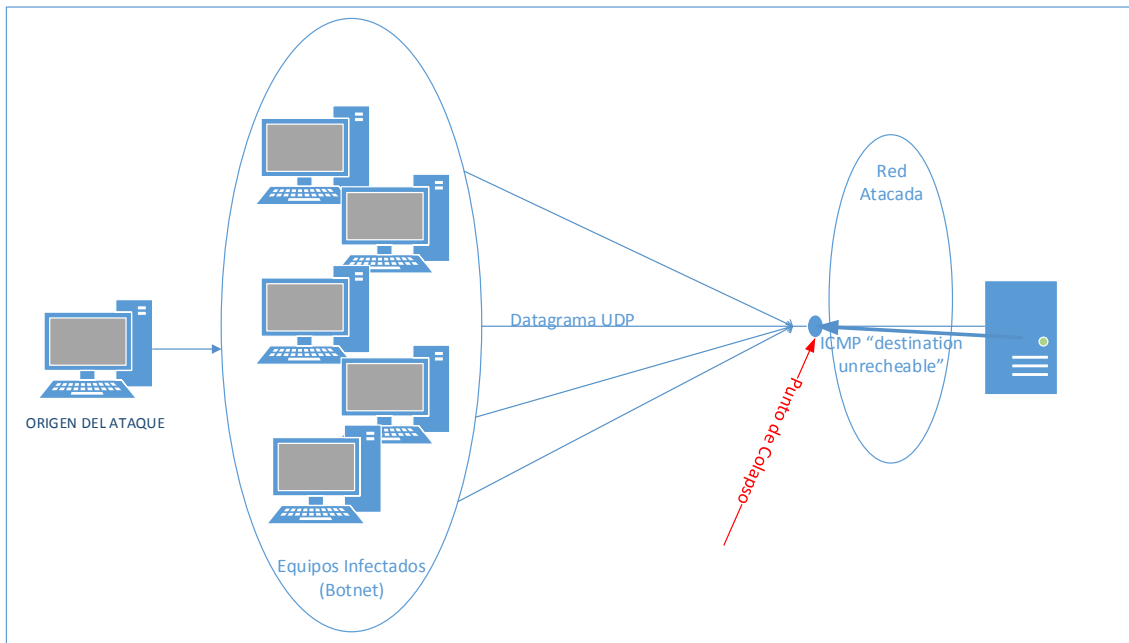 ORIGEN DEL ATAQUE
Equipos Infectados
(Botnet)
Datagrama UDP
Red
Atacada
ICMP “destination
unrecheable”
Punto de Colapso